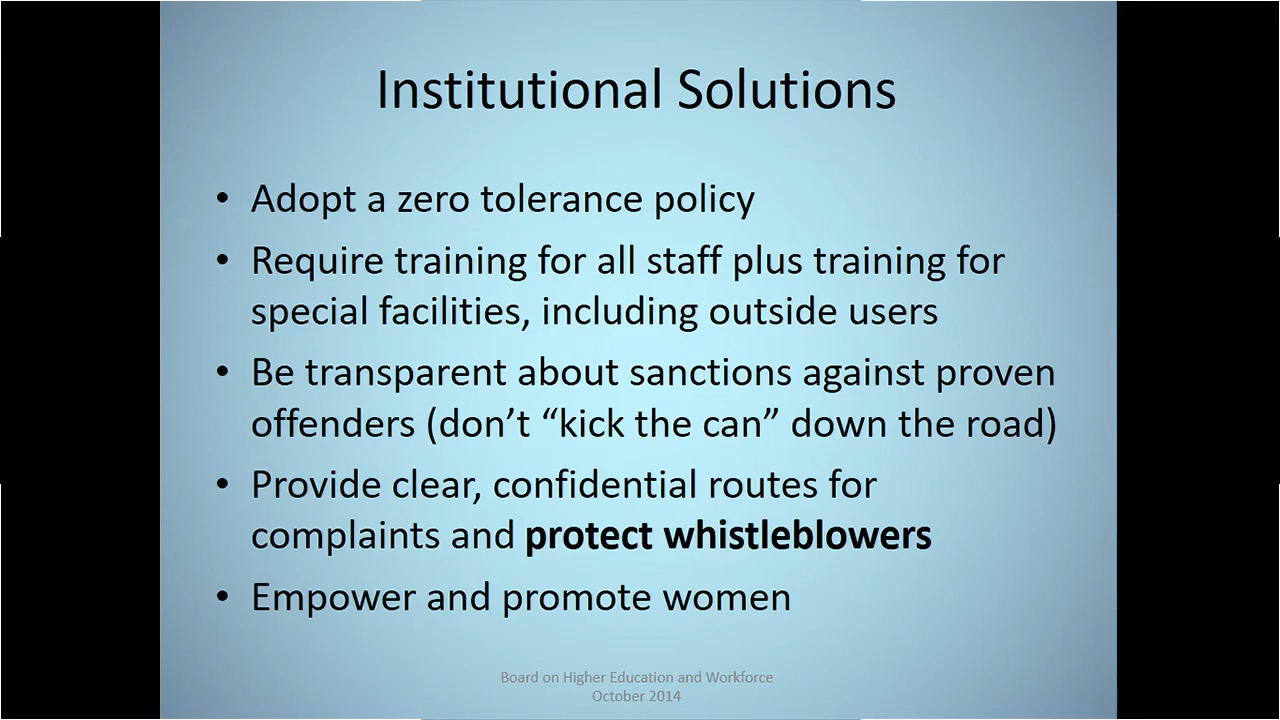 Institutional Solutions
• Adopt a zero tolerance policy
• Require training for all staff plus training for
special facilities, including outside users
• Be transparent about sanctions against proven
offenders (don’t “kick the can” down the road)
• Provide clear, confidential routes for
complaints and protect whistleblowers
• Empower and promote women
Board on Higher Education and Workforce
October 2014